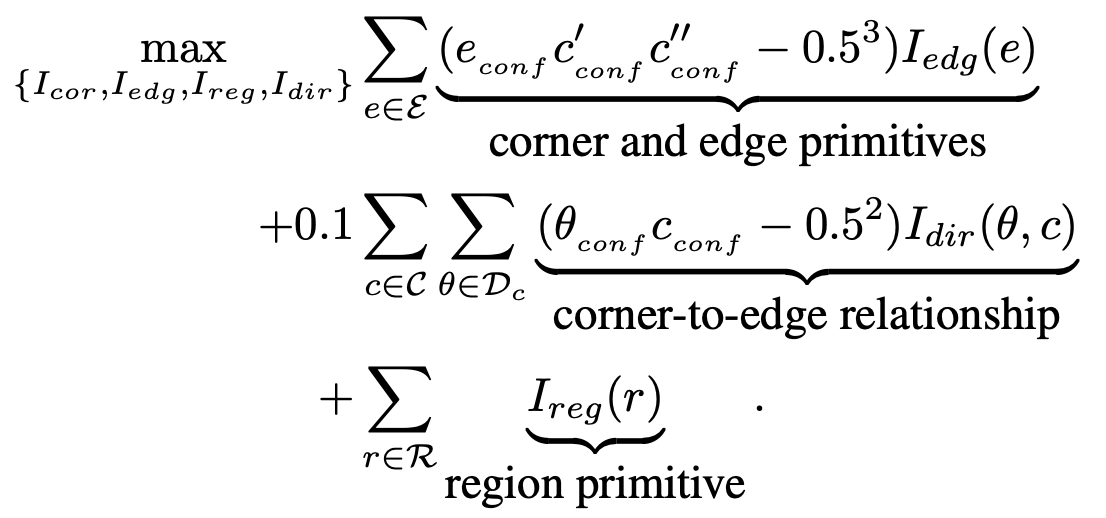 max ∑ (e_conf c′_conf c″_conf − 0.5³)I_edg(e)
{I_cor,I_edg,I_reg,I_dir} e∈ℰ
corner and edge primitives
+0.1 ∑ ∑ (θ_conf c_conf − 0.5²)I_dir(θ, c)
c∈𝒞 θ∈𝒟_c
corner-to-edge relationship
+ ∑ I_reg(r) .
r∈ℛ
region primitive